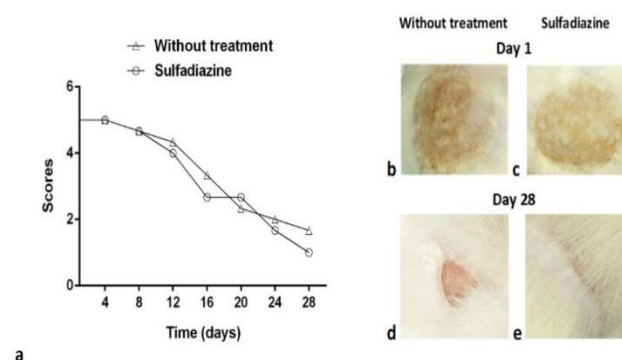 Without treatment
Sulfadiazine
Scores
6
4
2
0
4 8 12 16 20 24 28
Time (days)
a
Without treatment Sulfadiazine
Day 1
b c
Day 28
d e